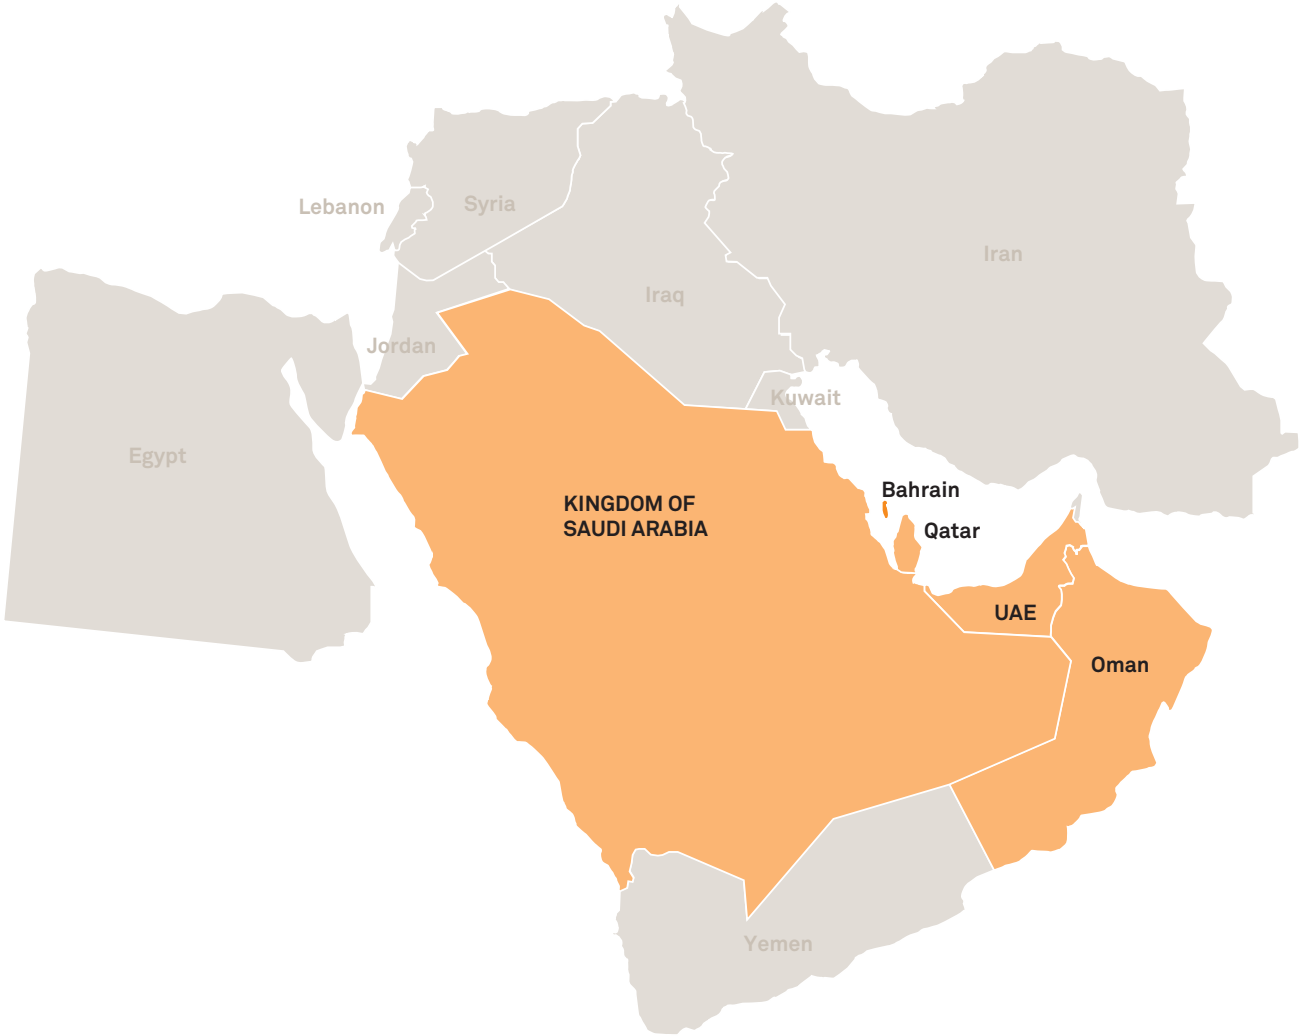 Lebanon
Syria
Iran
Iraq
Jordan
Kuwait
Egypt
Bahrain
KINGDOM OF
SAUDI ARABIA
Qatar
UAE
Oman
Yemen